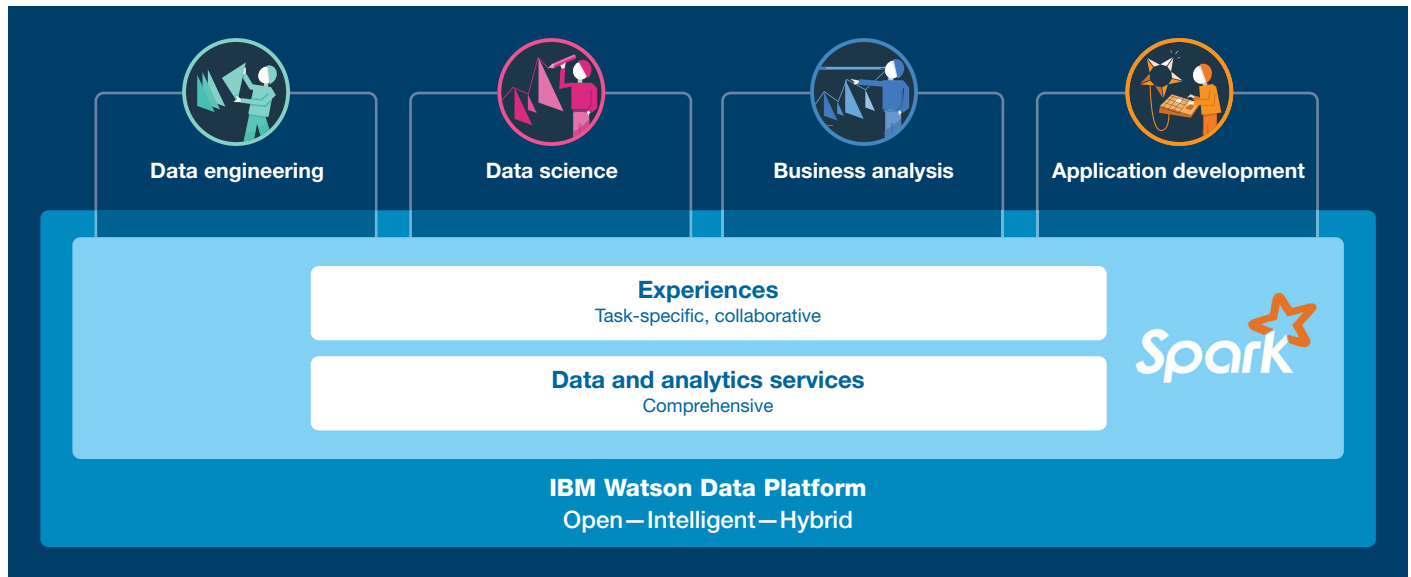 Data engineering
Data science
Business analysis
Application development
Experiences
Task-specific, collaborative
Spark
Data and analytics services
Comprehensive
IBM Watson Data Platform
Open—Intelligent—Hybrid